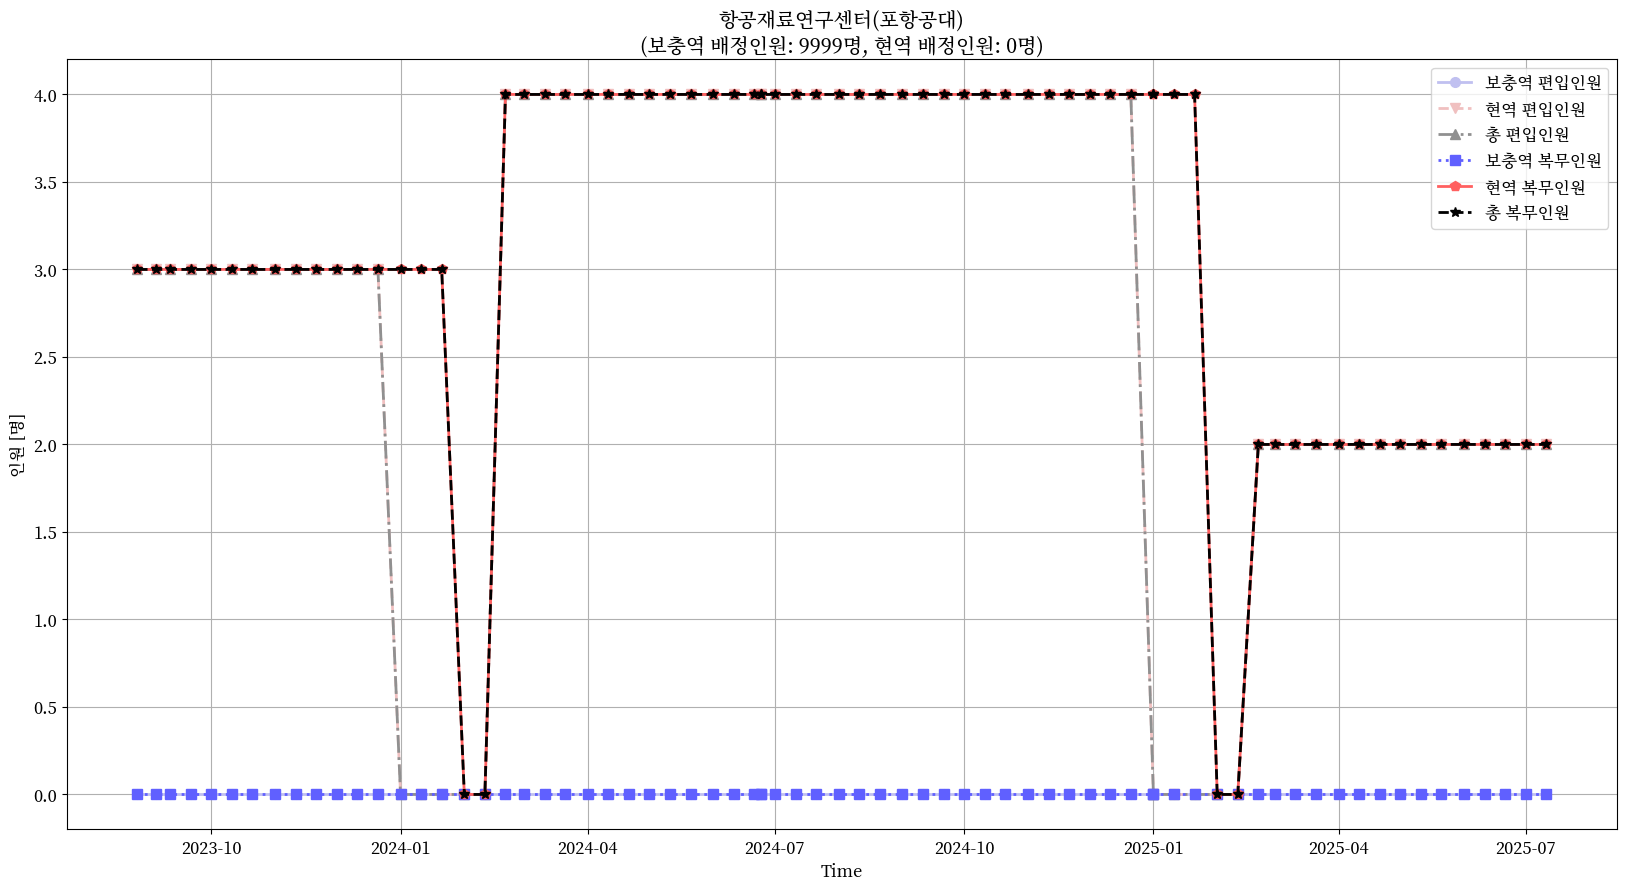 항공재료연구센터(포항공대)
(보충역 배정인원: 9999명, 현역 배정인원: 0명)
보충역 편입인원
현역 편입인원
총 편입인원
보충역 복무인원
현역 복무인원
총 복무인원
4.0
3.5
3.0
2.5
2.0
1.5
1.0
0.5
0.0
인원 [명]
2023-10
2024-01
2024-04
2024-07
2024-10
2025-01
2025-04
2025-07
Time